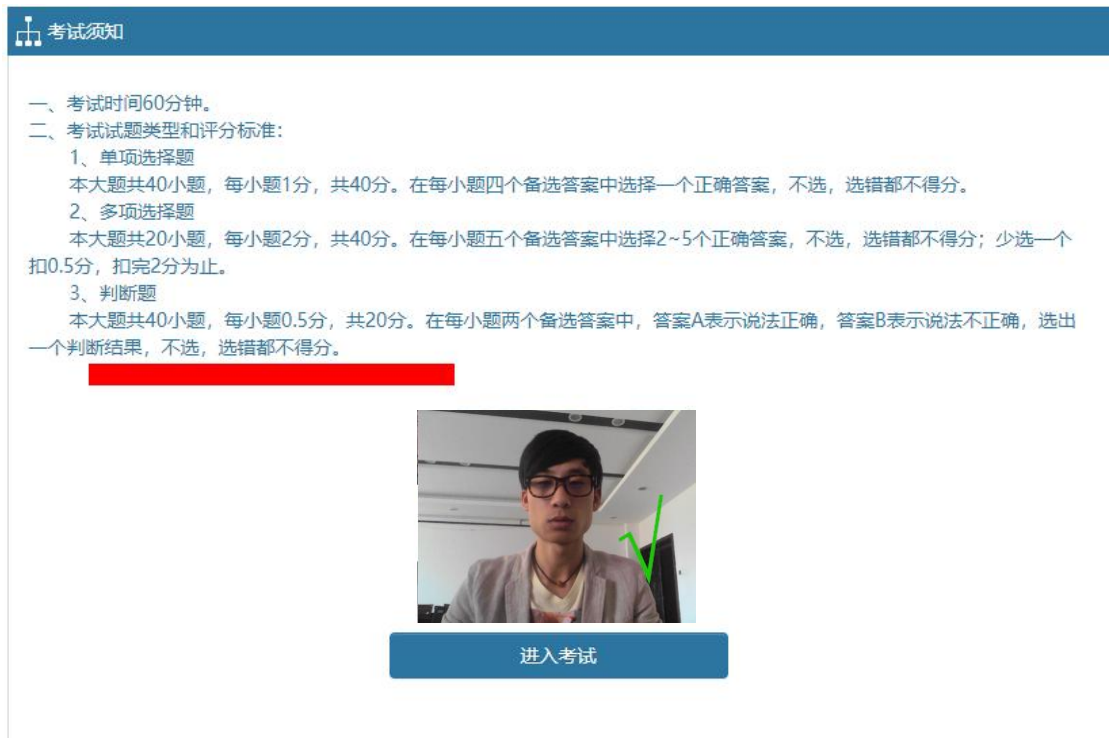 考试须知
一、考试时间60分钟。
二、考试试题类型和评分标准：
1、单项选择题
本大题共40小题，每小题1分，共40分。在每小题四个备选答案中选择一个正确答案，不选，选错都不得分。
2、多项选择题
本大题共20小题，每小题2分，共40分。在每小题五个备选答案中选择2~5个正确答案，不选，选错都不得分；少选一个
扣0.5分，扣完2分为止。
3、判断题
本大题共40小题，每小题0.5分，共20分。在每小题两个备选答案中，答案A表示说法正确，答案B表示说法不正确，选出
一个判断结果，不选，选错都不得分。
进入考试